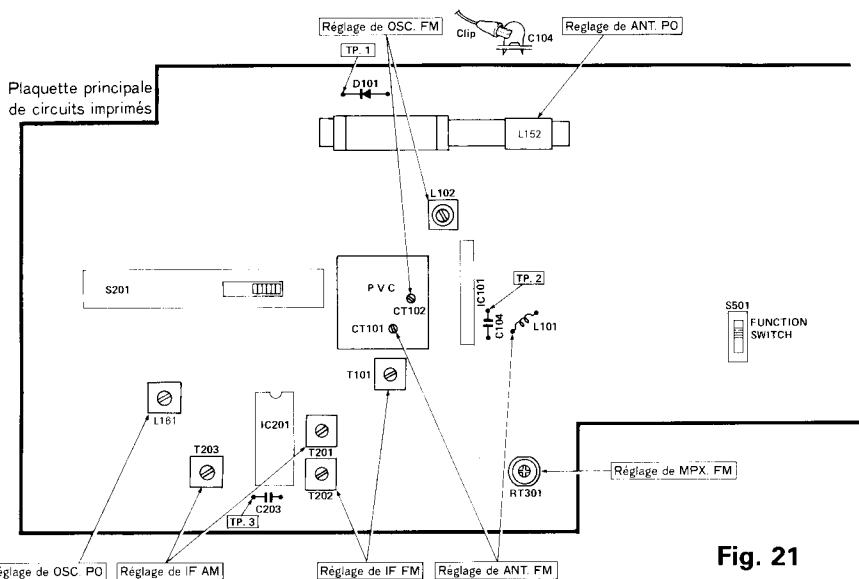 Réglage de OSC. FM
Clip
C104
Réglage de ANT. PO
TP. 1
D101
Plaquette principale
de circuits imprimés
L152
L102
S201
PVC
CT102
CT101
IC101
TP. 2
C104
L101
S501
FUNCTION
SWITCH
T101
L161
IC201
T201
T203
T202
C203
TP. 3
RT301
Réglage de MPX. FM
Réglage de OSC. PO
Réglage de IF AM
Réglage de IF FM
Réglage de ANT. FM
Fig. 21